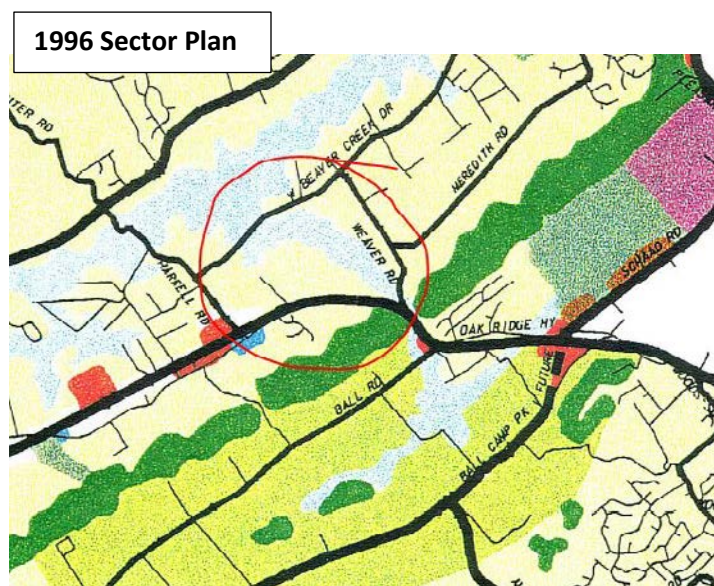 1996 Sector Plan
BEAVER CREEK DR
MEREDITH RD
WEAVER RD
HARRELL RD
SCHAAD RD
OAK RIDGE HY
BALL RD
FUTURE
BALL CAMP PK